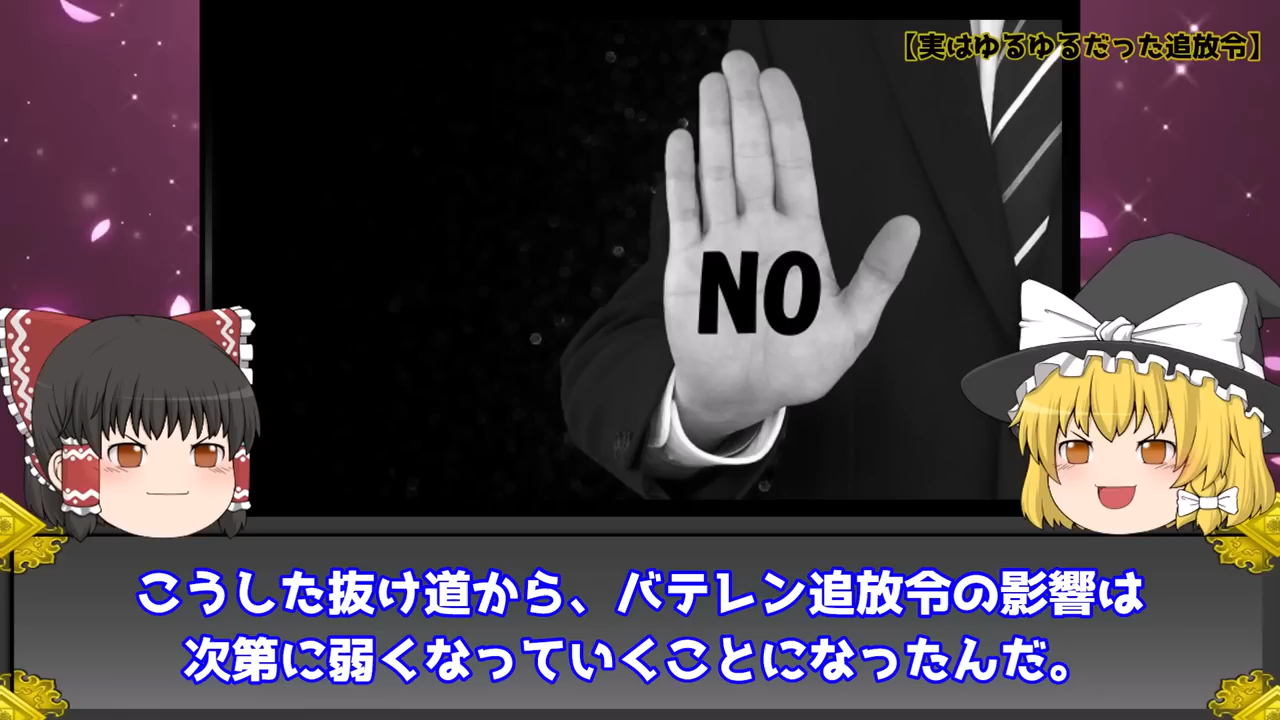 【実はゆるゆるだった追放令】
NO
こうした抜け道から、バテレン追放令の影響は
次第に弱くなっていくことになったんだ。